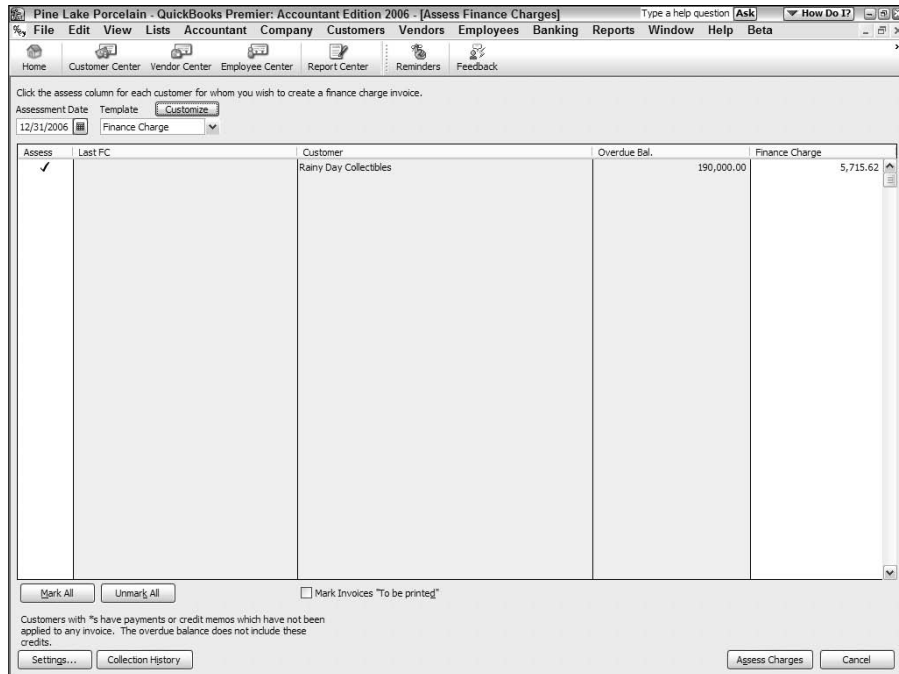 Pine Lake Porcelain - QuickBooks Premier: Accountant Edition 2006 - [Assess Finance Charges] Type a help question Ask How Do I?
File Edit View Lists Accountant Company Customers Vendors Employees Banking Reports Window Help Beta
Home Customer Center Vendor Center Employee Center Report Center Reminders Feedback
Click the assess column for each customer for whom you wish to create a finance charge invoice.
Assessment Date Template Customize
12/31/2006 Finance Charge
Assess Last FC Customer Overdue Bal. Finance Charge
Rainy Day Collectibles 190,000.00 5,715.62
Mark All Unmark All Mark Invoices "To be printed"
Customers with *s have payments or credit memos which have not been
applied to any invoice. The overdue balance does not include these
credits.
Settings... Collection History Assess Charges Cancel